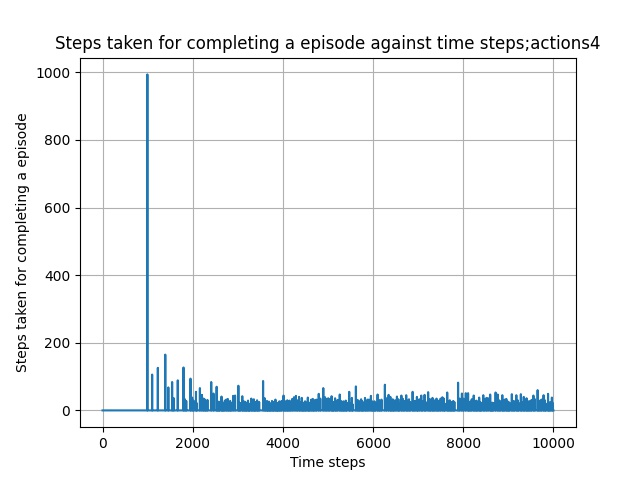 Steps taken for completing a episode against time steps;actions4
1000
800
600
400
200
0
Steps taken for completing a episode
0 2000 4000 6000 8000 10000
Time steps